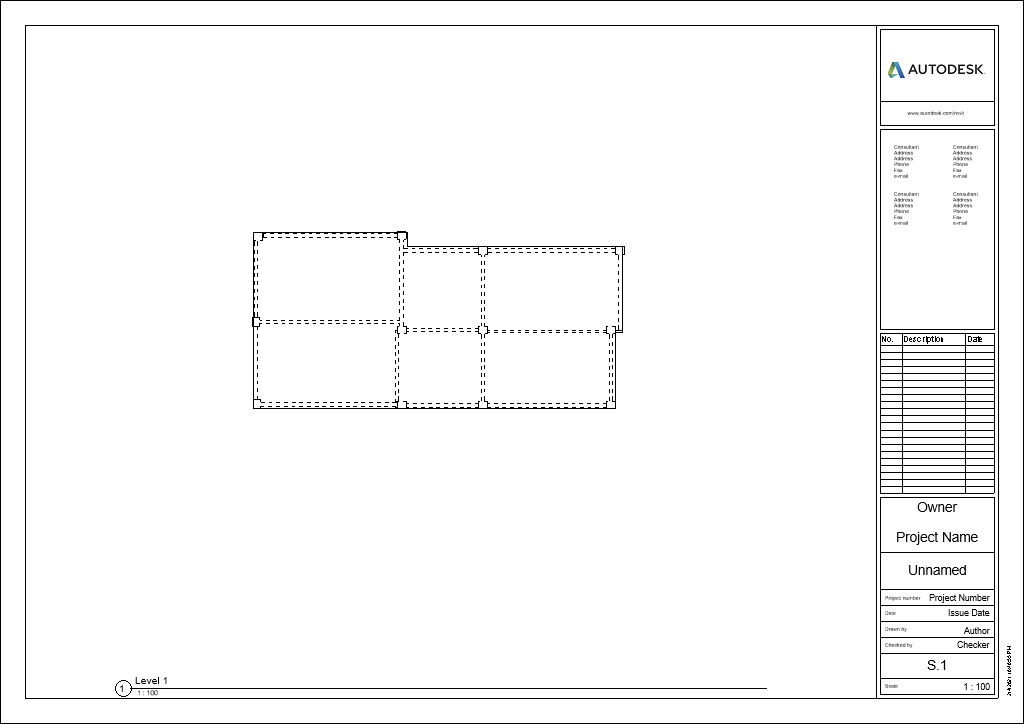 AUTODESK.
www.autodesk.com/revit
Consultant
Address
Address
Phone
Fax
e-mail
Consultant
Address
Address
Phone
Fax
e-mail
Consultant
Address
Address
Phone
Fax
e-mail
Consultant
Address
Address
Phone
Fax
e-mail
No. Description Date
Owner
Project Name
Unnamed
Project number Project Number
Date Issue Date
Drawn by Author
Checked by Checker
S.1
Scale 1 : 100
1 Level 1
1 : 100